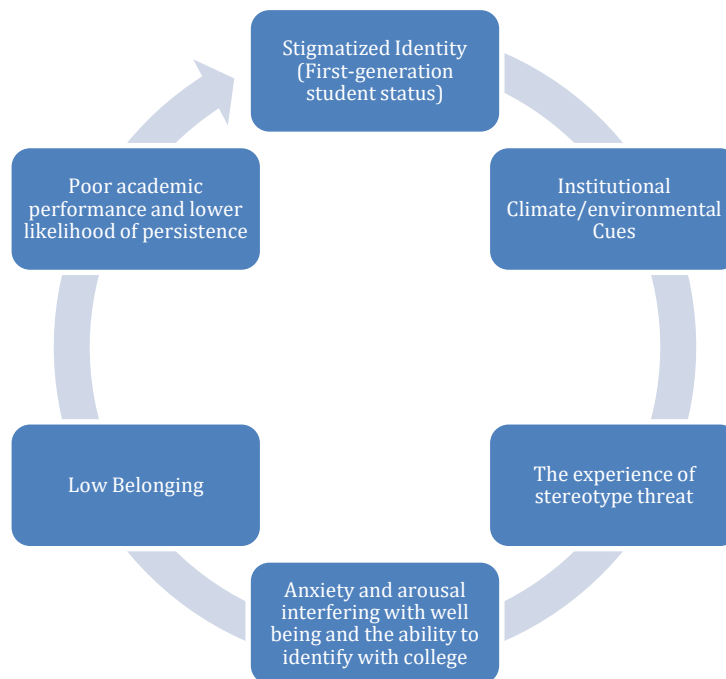 Stigmatized Identity
(First-generation
student status)
Institutional
Climate/environmental
Cues
The experience of
stereotype threat
Anxiety and arousal
interfering with well
being and the ability to
identify with college
Low Belonging
Poor academic
performance and lower
likelihood of persistence